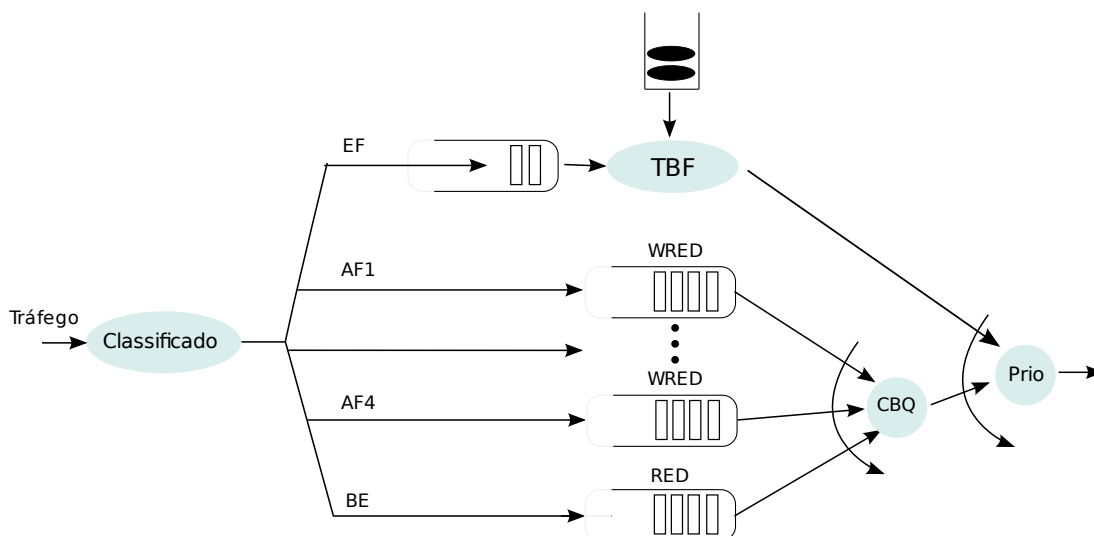 EF
TBF
WRED
AF1
Tráfego
Classificado
WRED
AF4
CBQ
Prio
RED
BE